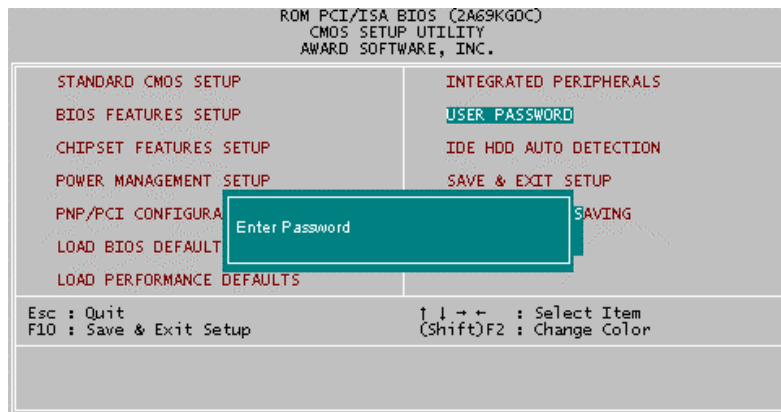 ROM PCI/ISA BIOS (2A69KGOC)
CMOS SETUP UTILITY
AWARD SOFTWARE, INC.
STANDARD CMOS SETUP
BIOS FEATURES SETUP
CHIPSET FEATURES SETUP
POWER MANAGEMENT SETUP
PNP/PCI CONFIGURA
LOAD BIOS DEFAULT
LOAD PERFORMANCE DEFAULTS
INTEGRATED PERIPHERALS
USER PASSWORD
IDE HDD AUTO DETECTION
SAVE & EXIT SETUP
SAVING
Enter Password
Esc : Quit
F10 : Save & Exit Setup
↑ ↓ → ← : Select Item
(Shift)F2 : Change Color